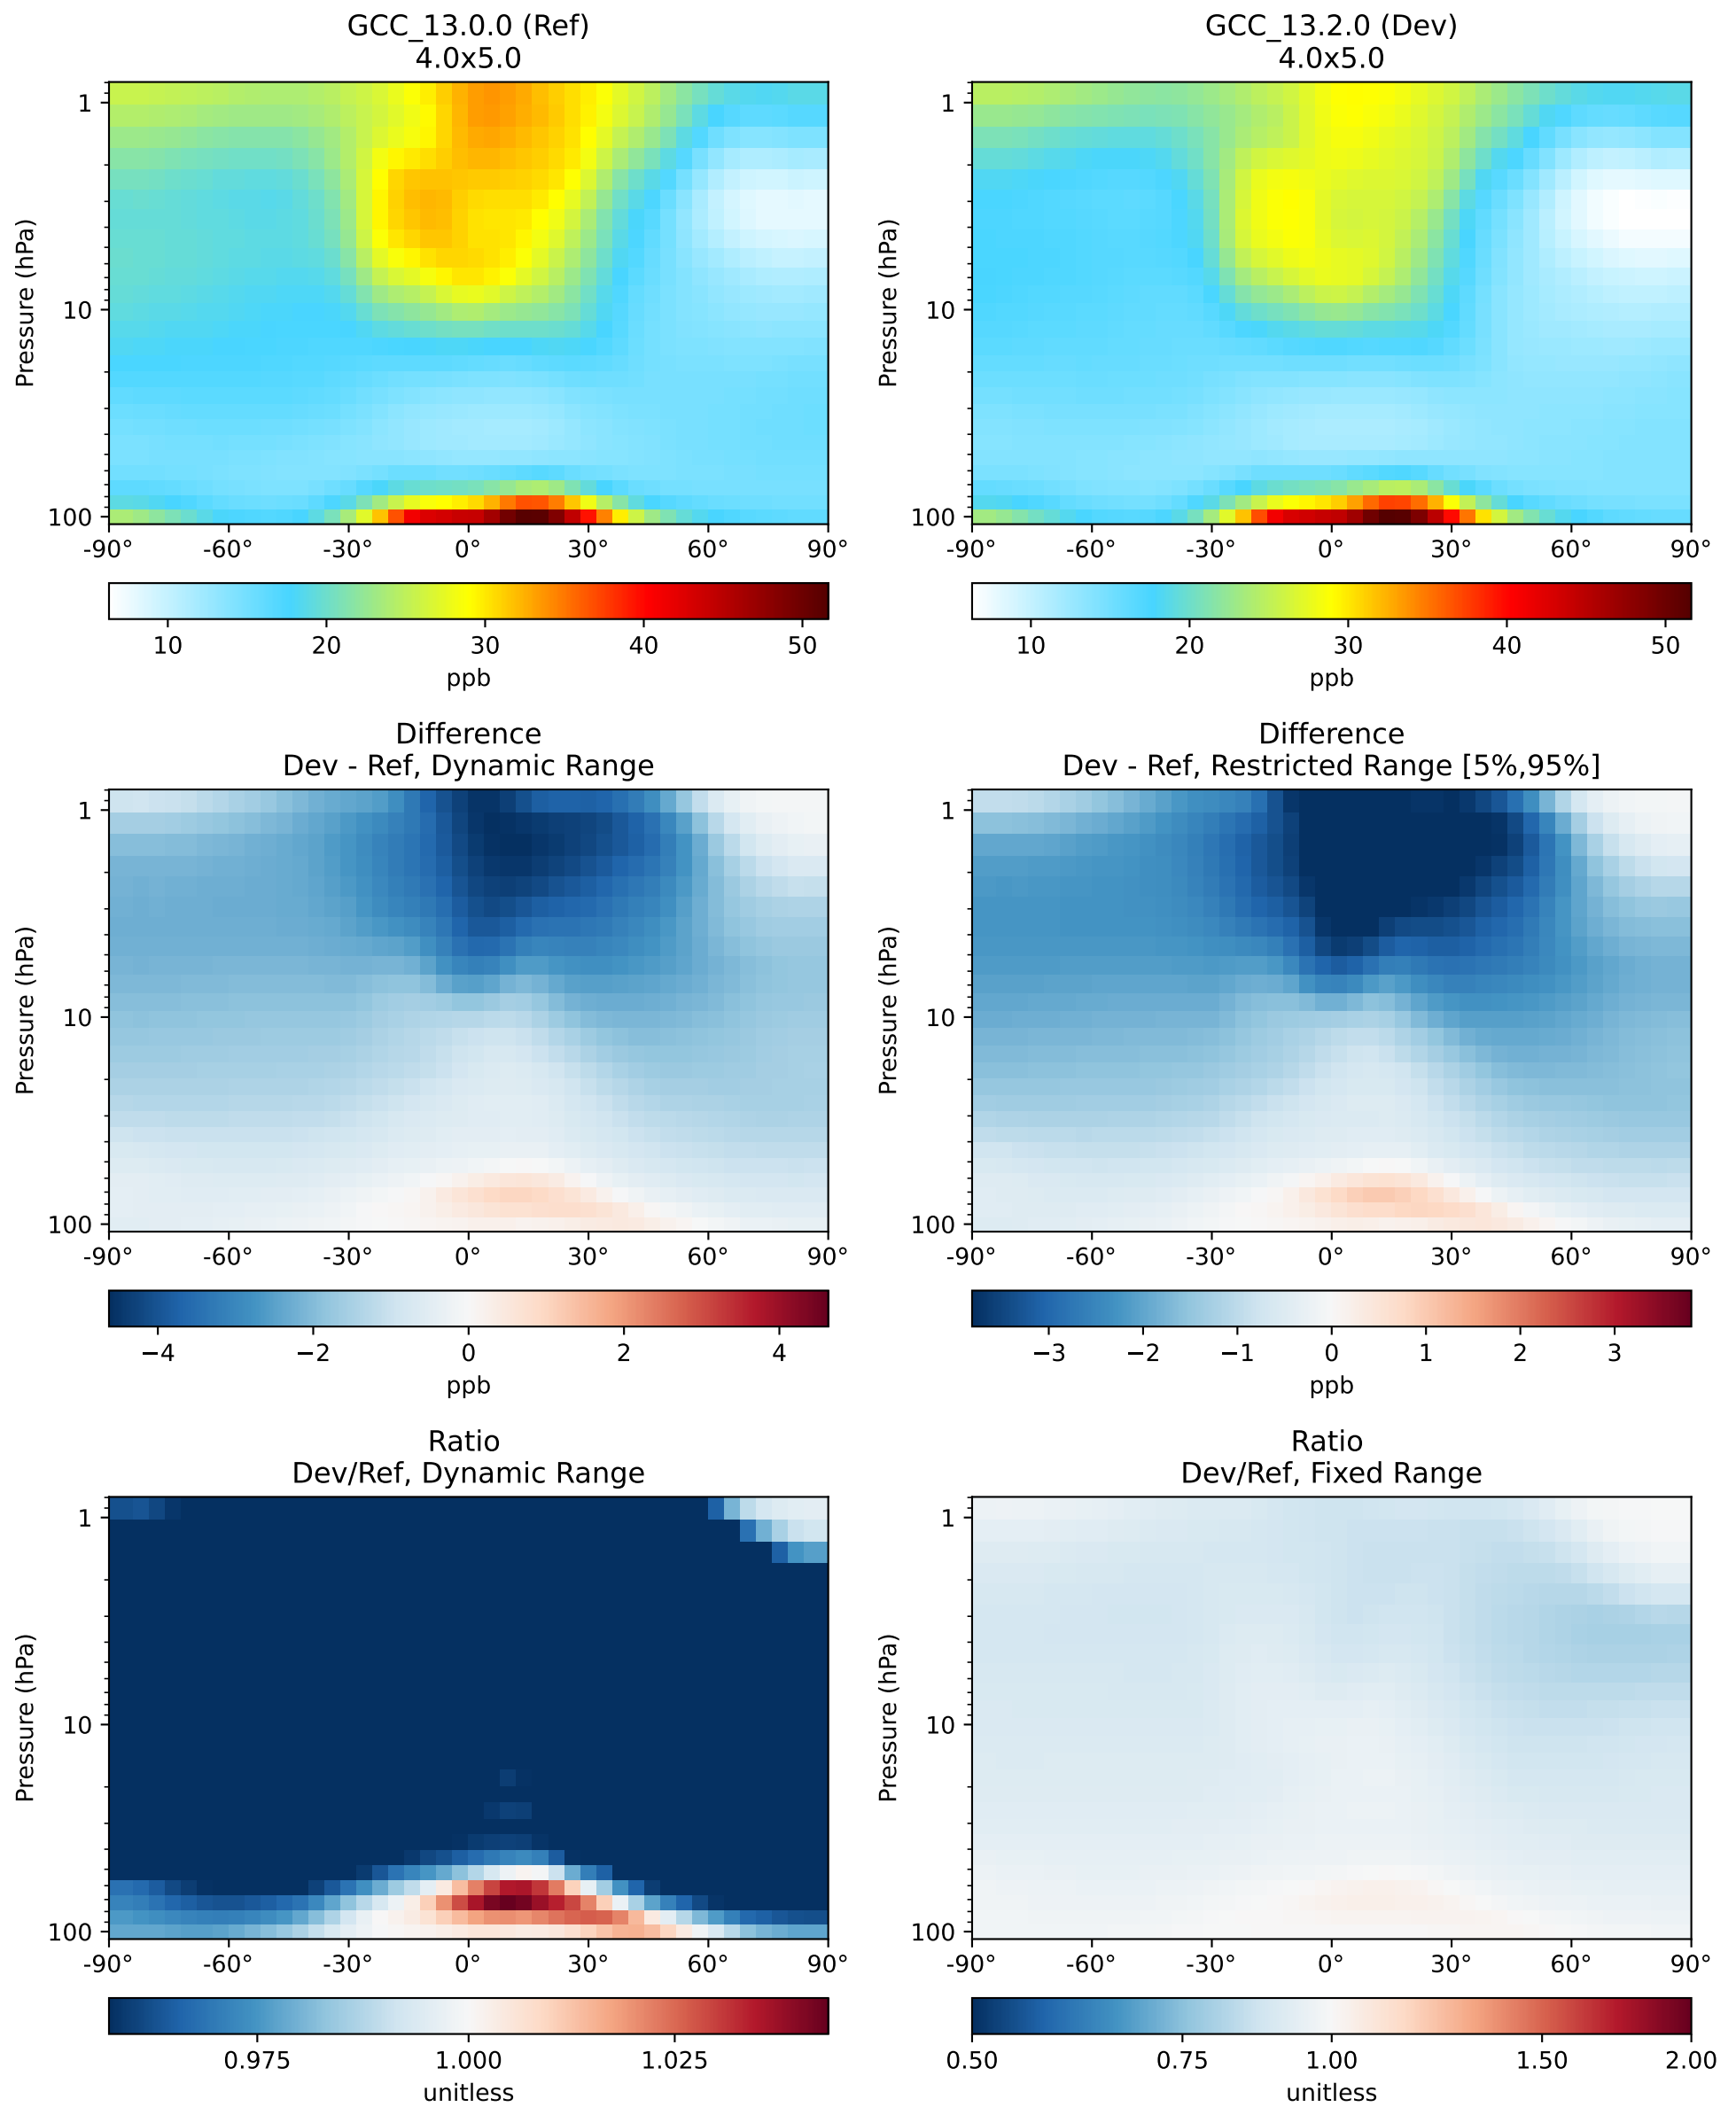 GCC_13.0.0 (Ref)
4.0x5.0
Pressure (hPa)
1
10
100
-90° -60° -30° 0° 30° 60° 90°
10 20 30 40 50
ppb
GCC_13.2.0 (Dev)
4.0x5.0
Pressure (hPa)
1
10
100
-90° -60° -30° 0° 30° 60° 90°
10 20 30 40 50
ppb
Difference
Dev - Ref, Dynamic Range
Pressure (hPa)
1
10
100
-90° -60° -30° 0° 30° 60° 90°
−4 −2 0 2 4
ppb
Difference
Dev - Ref, Restricted Range [5%,95%]
Pressure (hPa)
1
10
100
-90° -60° -30° 0° 30° 60° 90°
−3 −2 −1 0 1 2 3
ppb
Ratio
Dev/Ref, Dynamic Range
Pressure (hPa)
1
10
100
-90° -60° -30° 0° 30° 60° 90°
0.975 1.000 1.025
unitless
Ratio
Dev/Ref, Fixed Range
Pressure (hPa)
1
10
100
-90° -60° -30° 0° 30° 60° 90°
0.50 0.75 1.00 1.50 2.00
unitless